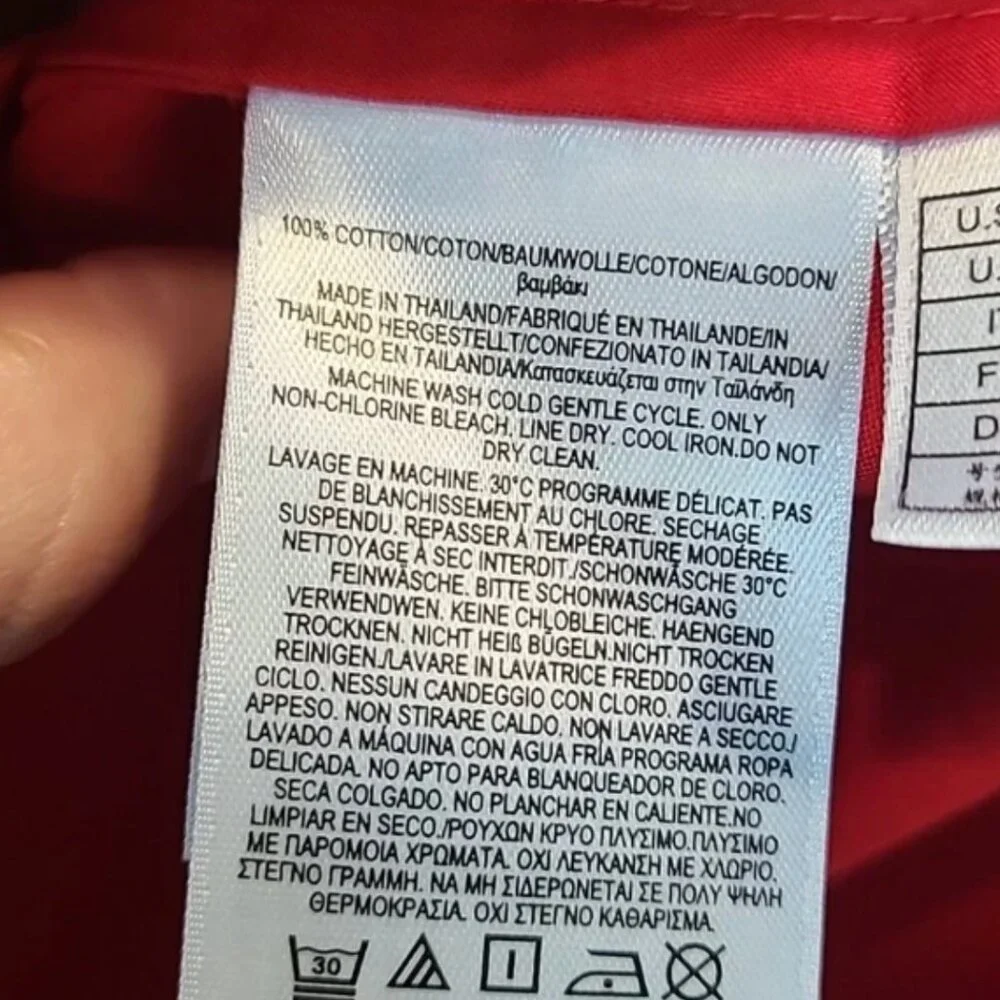 100% COTTON/COTON/BAUMWOLLE/COTONE/ALGODON/
βαμβάκι
MADE IN THAILAND/FABRIQUÉ EN THAILANDE/IN
THAILAND HERGESTELLT/CONFEZIONATO IN TAILANDIA/
HECHO EN TAILANDIA/Κατασκευάζεται στην Ταϊλάνδη
MACHINE WASH COLD GENTLE CYCLE. ONLY
NON-CHLORINE BLEACH. LINE DRY. COOL IRON.DO NOT
DRY CLEAN.
LAVAGE EN MACHINE. 30°C PROGRAMME DÉLICAT. PAS
DE BLANCHISSEMENT AU CHLORE. SECHAGE
SUSPENDU. REPASSER À TEMPÉRATURE MODÉRÉE.
NETTOYAGE À SEC INTERDIT./SCHONWÄSCHE 30°C
FEINWÄSCHE. BITTE SCHONWASCHGANG
VERWENDWEN. KEINE CHLOBLEICHE. HAENGEND
TROCKNEN. NICHT HEIß BÜGELN.NICHT TROCKEN
REINIGEN./LAVARE IN LAVATRICE FREDDO GENTLE
CICLO. NESSUN CANDEGGIO CON CLORO. ASCIUGARE
APPESO. NON STIRARE CALDO. NON LAVARE A SECCO./
LAVADO A MÁQUINA CON AGUA FRÍA PROGRAMA ROPA
DELICADA. NO APTO PARA BLANQUEADOR DE CLORO.
SECA COLGADO. NO PLANCHAR EN CALIENTE.NO
LIMPIAR EN SECO./ΡΟΥΧΩΝ ΚΡΥΟ ΠΛΥΣΙΜΟ.ΠΛΥΣΙΜΟ
ΜΕ ΠΑΡΟΜΟΙΑ ΧΡΩΜΑΤΑ. ΟΧΙ ΛΕΥΚΑΝΣΗ ΜΕ ΧΛΩΡΙΟ.
ΣΤΕΓΝΟ ΓΡΑΜΜΗ. ΝΑ ΜΗ ΣΙΔΕΡΩΝΕΤΑΙ ΣΕ ΠΟΛΥ ΨΗΛΗ
ΘΕΡΜΟΚΡΑΣΙΑ. ΟΧΙ ΣΤΕΓΝΟ ΚΑΘΑΡΙΣΜΑ.
30